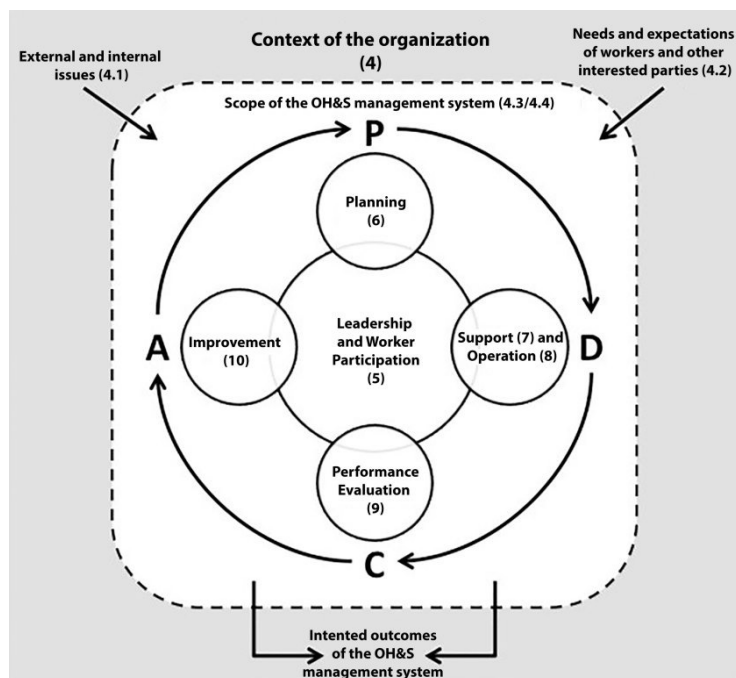 Context of the organization
(4)
External and internal
issues (4.1)
Needs and expectations
of workers and other
interested parties (4.2)
Scope of the OH&S management system (4.3/4.4)
P
Planning
(6)
A
Improvement
(10)
Leadership
and Worker
Participation
(5)
Support (7) and
Operation (8)
D
Performance
Evaluation
(9)
C
Intented outcomes
of the OH&S
management system